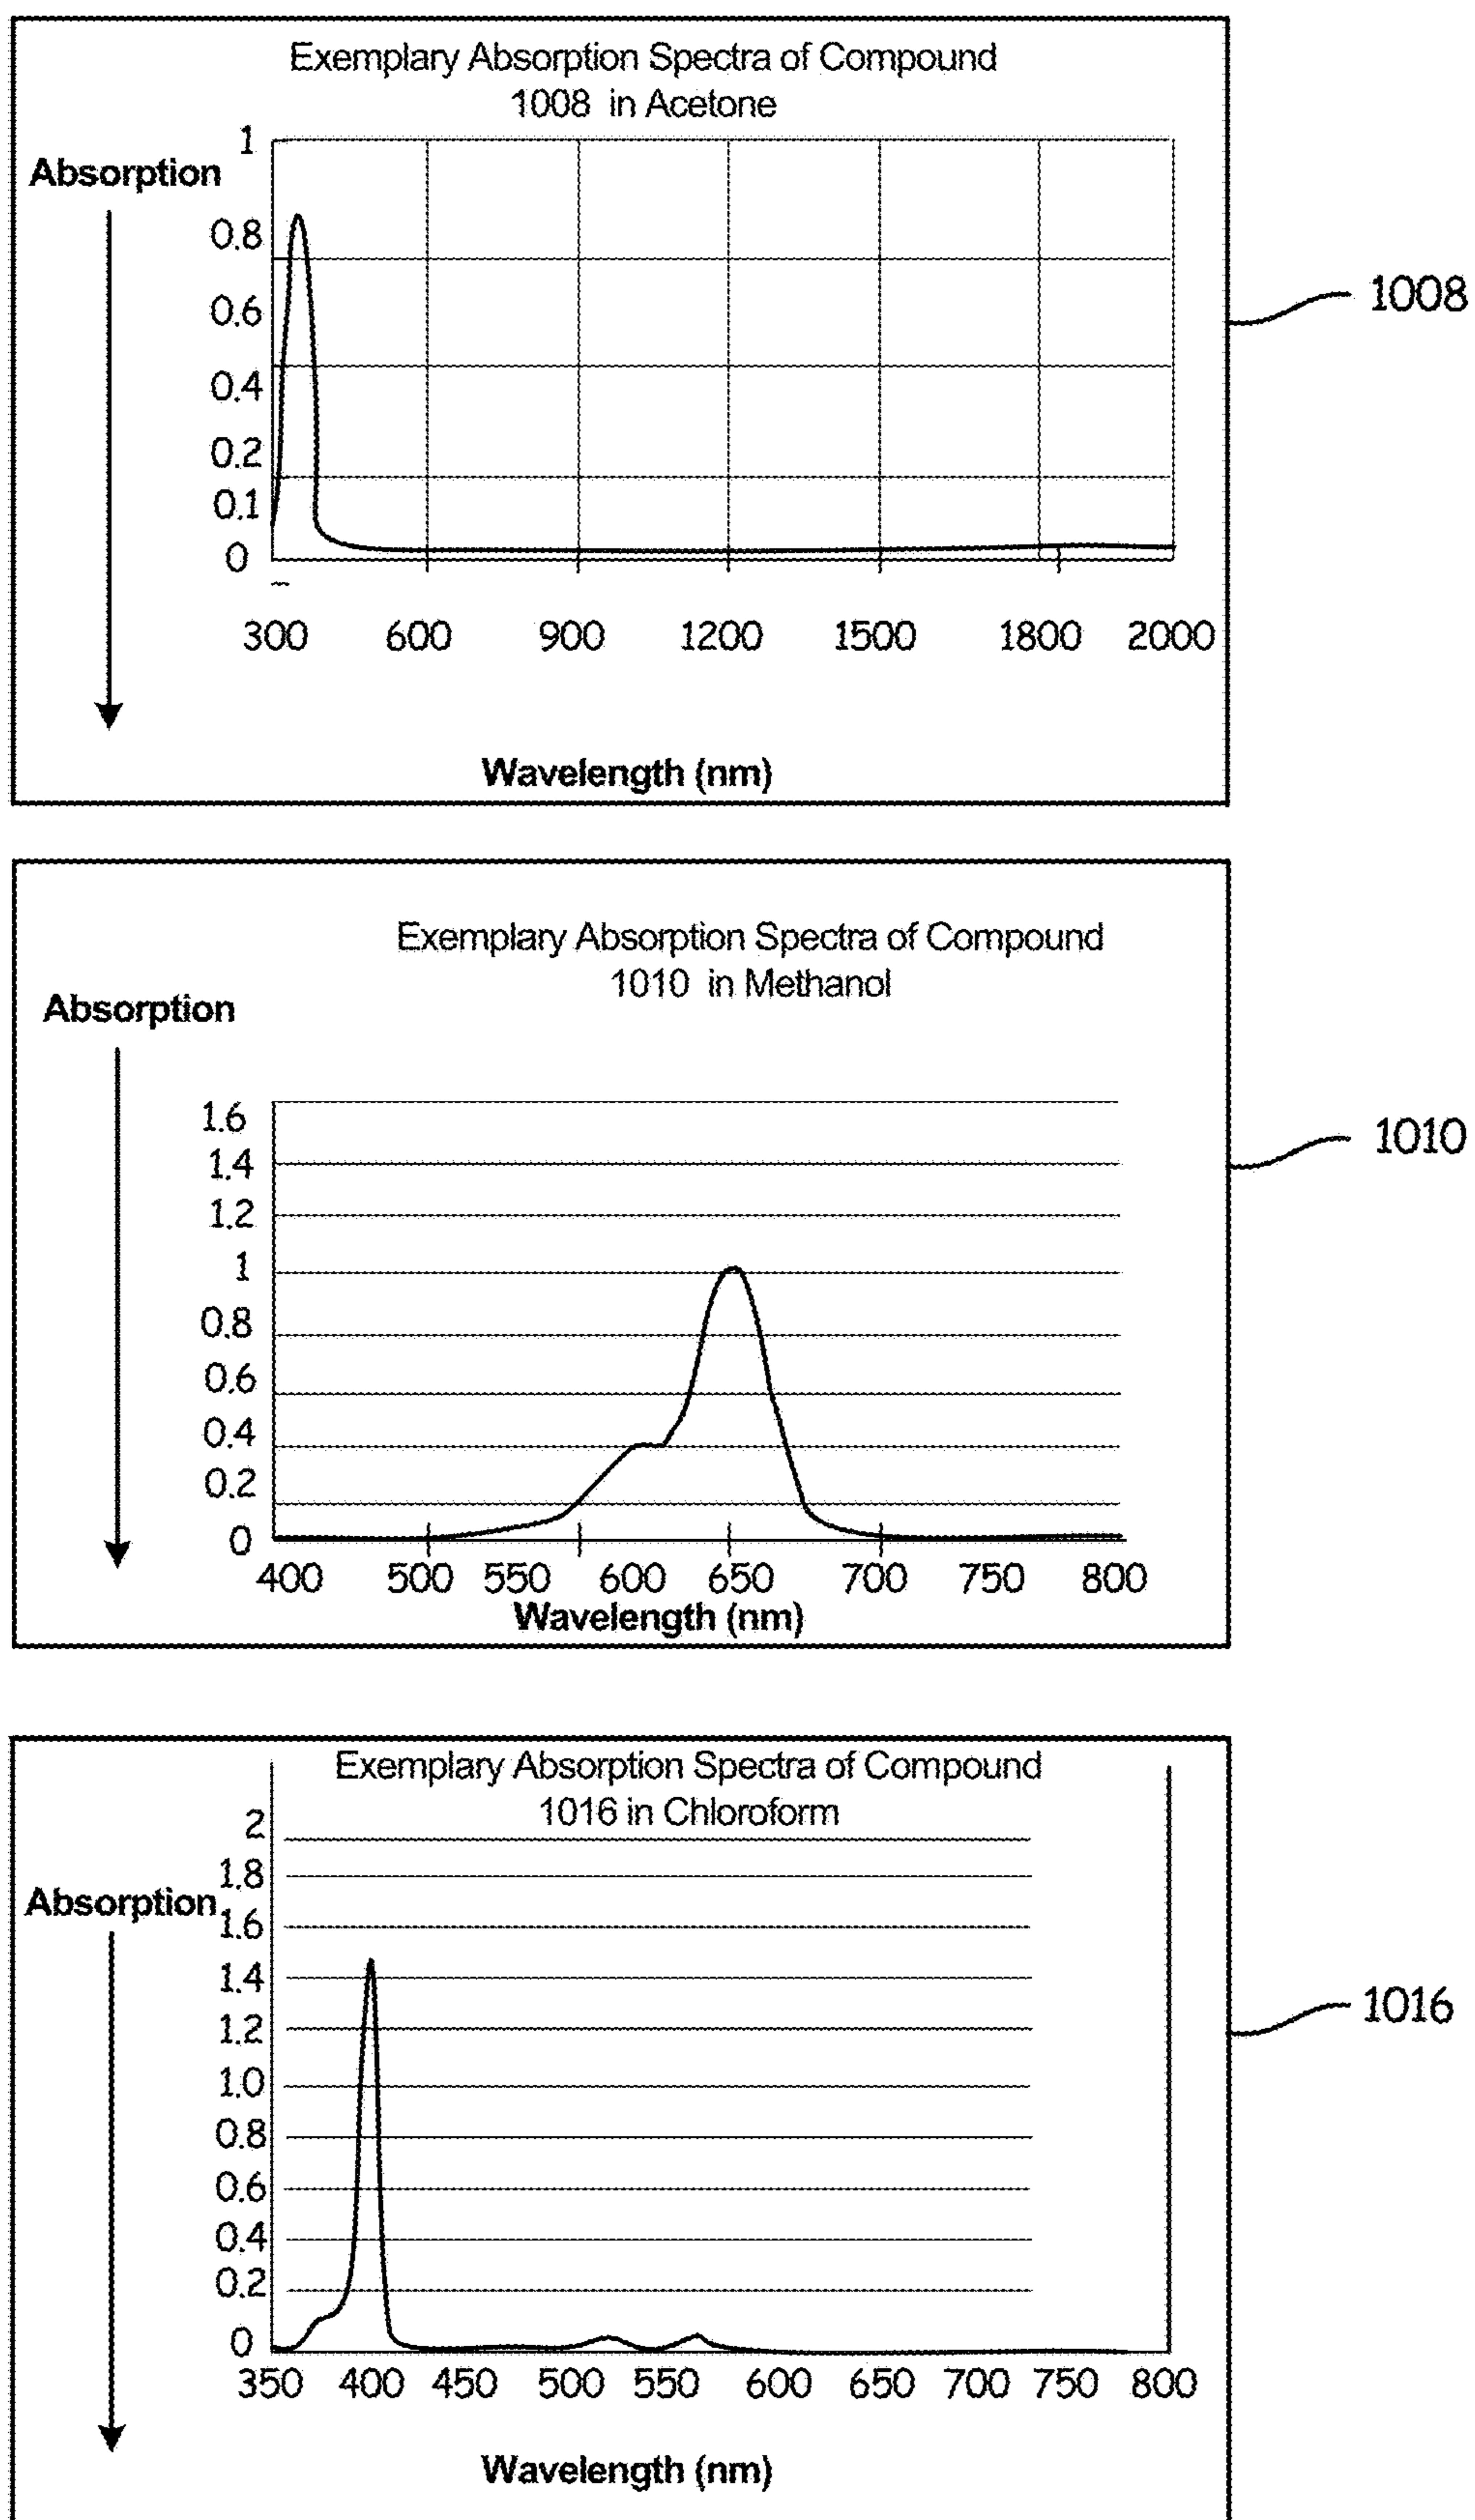 Exemplary Absorption Spectra of Compound
1008 in Acetone
Absorption
1
0.8
0.6
0.4
0.2
0.1
0
300 600 900 1200 1500 1800 2000
Wavelength (nm)
1008
Exemplary Absorption Spectra of Compound
1010 in Methanol
Absorption
1.6
1.4
1.2
1
0.8
0.6
0.4
0.2
0
400 500 550 600 650 700 750 800
Wavelength (nm)
1010
Exemplary Absorption Spectra of Compound
1016 in Chloroform
Absorption
2
1.8
1.6
1.4
1.2
1.0
0.8
0.6
0.4
0.2
0
350 400 450 500 550 600 650 700 750 800
Wavelength (nm)
1016